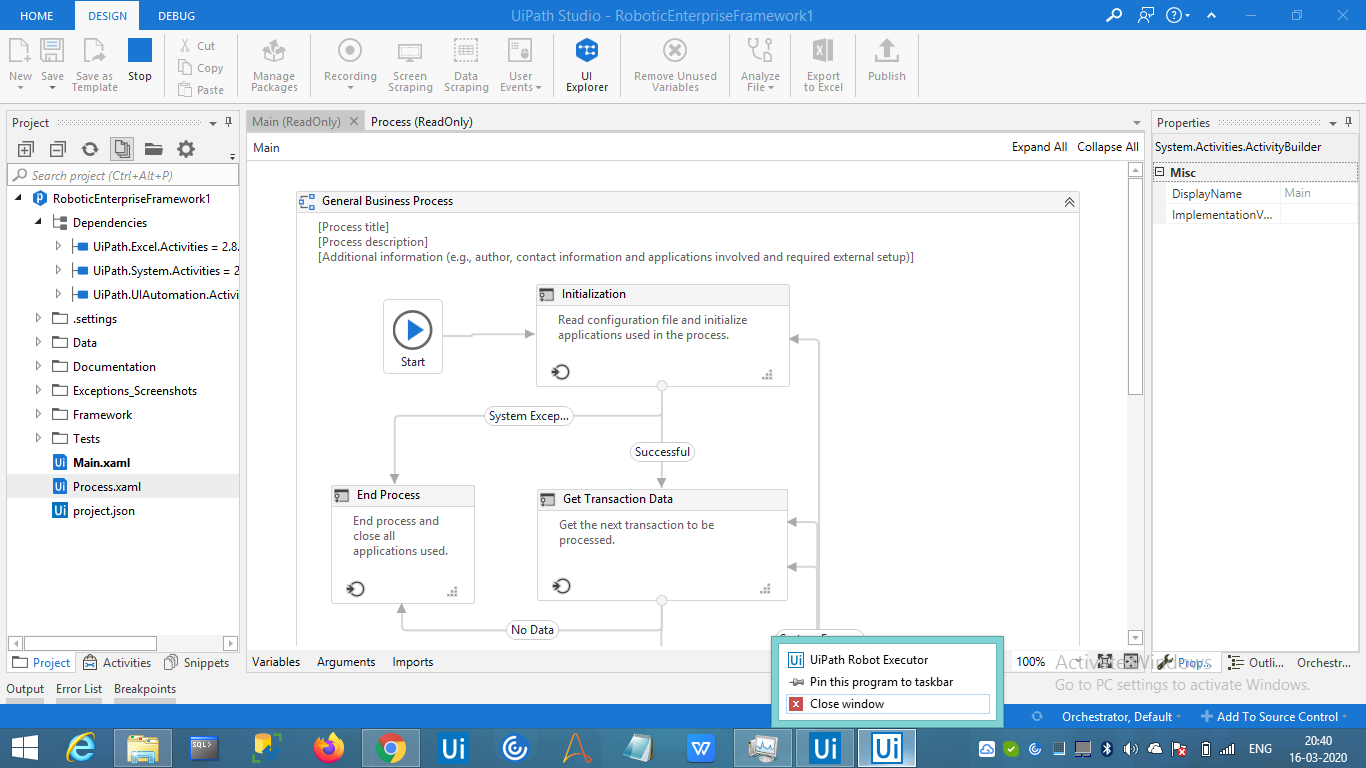 HOME
DESIGN
DEBUG
UiPath Studio - RoboticEnterpriseFramework1
New
Save
Save as Template
Stop
Cut
Copy
Paste
Manage Packages
Recording
Screen Scraping
Data Scraping
User Events
UI Explorer
Remove Unused Variables
Analyze File
Export to Excel
Publish
Project
Search project (Ctrl+Alt+P)
RoboticEnterpriseFramework1
Dependencies
UiPath.Excel.Activities = 2.8.
UiPath.System.Activities = 2
UiPath.UIAutomation.Activi
.settings
Data
Documentation
Exceptions_Screenshots
Framework
Tests
Main.xaml
Process.xaml
project.json
Project
Activities
Snippets
Main (ReadOnly)
Process (ReadOnly)
Main
Expand All
Collapse All
General Business Process
[Process title]
[Process description]
[Additional information (e.g., author, contact information and applications involved and required external setup)]
Start
Initialization
Read configuration file and initialize
applications used in the process.
System Excep...
Successful
End Process
End process and
close all
applications used.
Get Transaction Data
Get the next transaction to be
processed.
No Data
Variables
Arguments
Imports
100%
Properties
System.Activities.ActivityBuilder
Misc
DisplayName
Main
ImplementationV...
Prop...
Outli...
Orchestr...
Activate Windows
Go to PC settings to activate Windows.
UiPath Robot Executor
Pin this program to taskbar
Close window
Output
Error List
Breakpoints
Orchestrator, Default
Add To Source Control
SQL>
Ui
W
Ui
Ui
ENG
20:40
16-03-2020